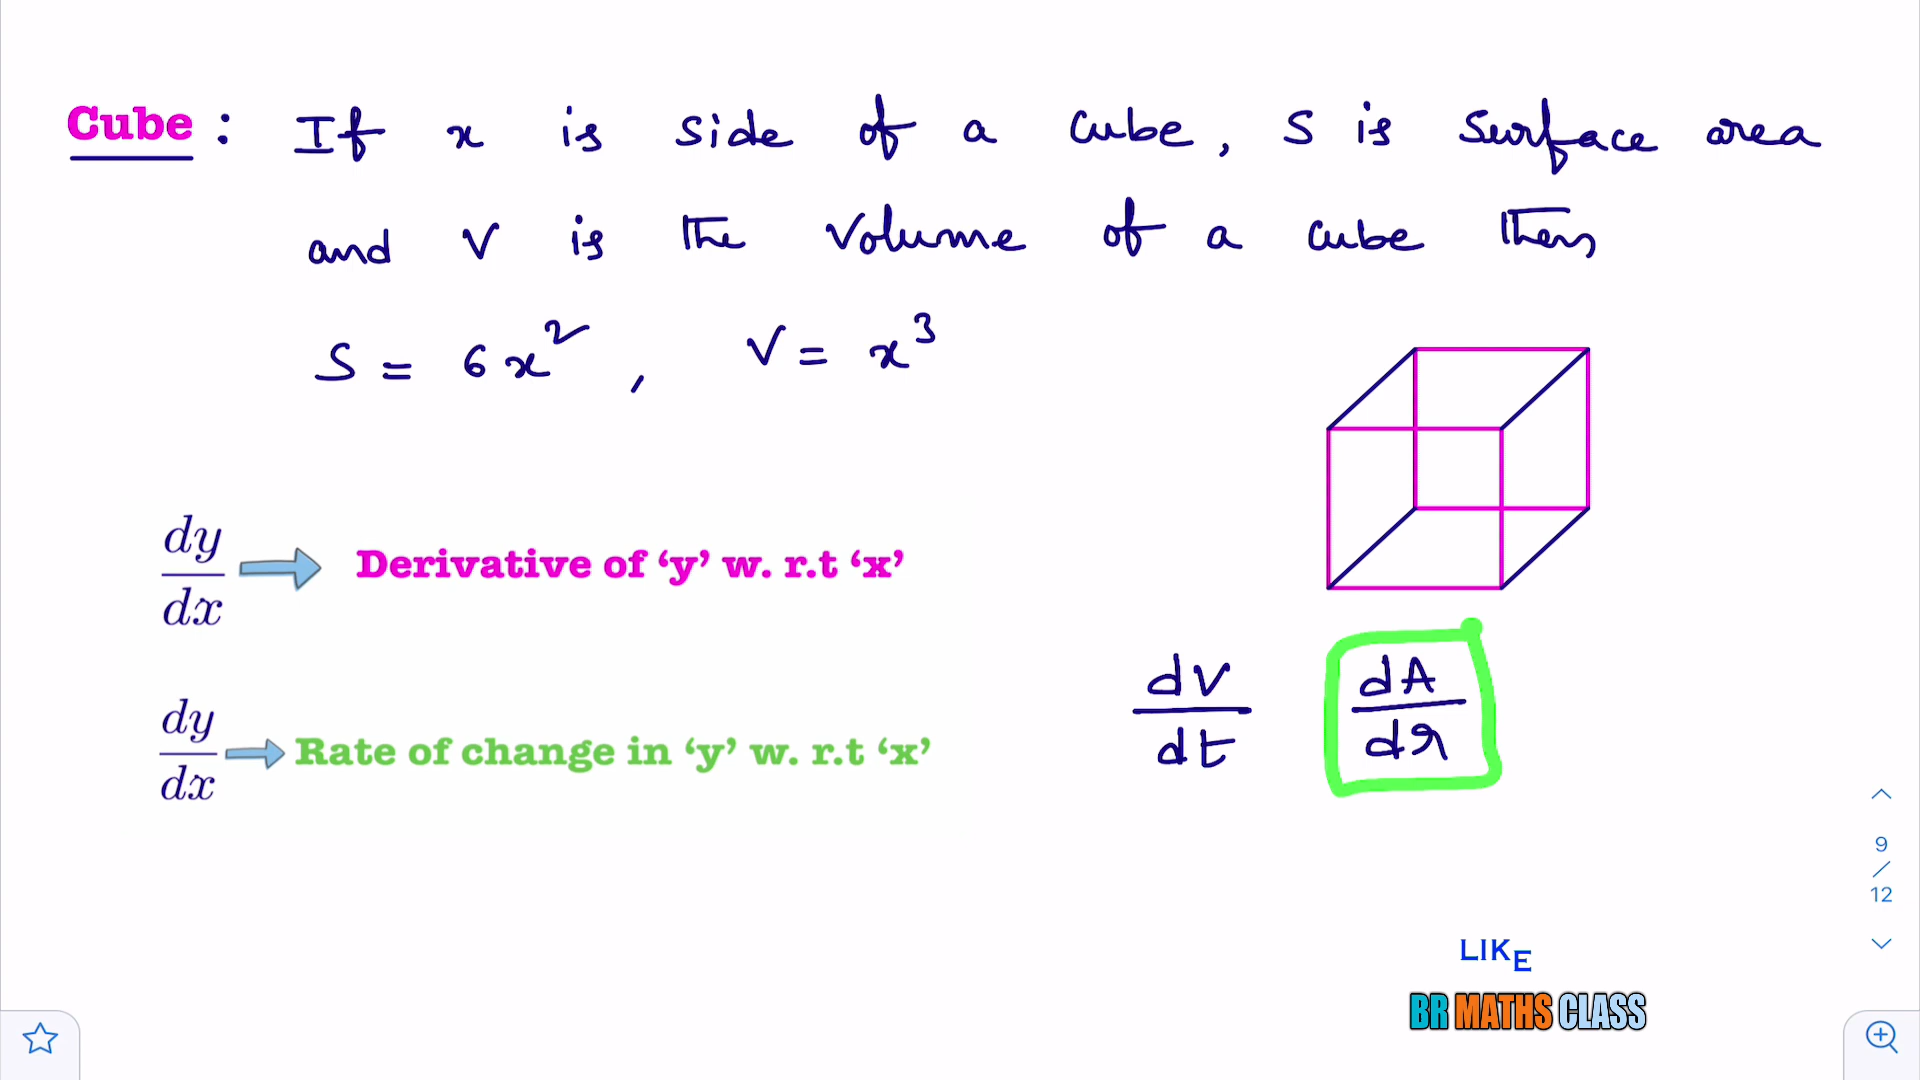 Cube : If x is side of a cube, S is surface area
and V is the volume of a cube then
S = 6x², V = x³
dy/dx Derivative of ‘y’ w. r.t ‘x’
dy/dx Rate of change in ‘y’ w. r.t ‘x’
dV/dt dA/dr
9
/
12
LIKE
BR MATHS CLASS